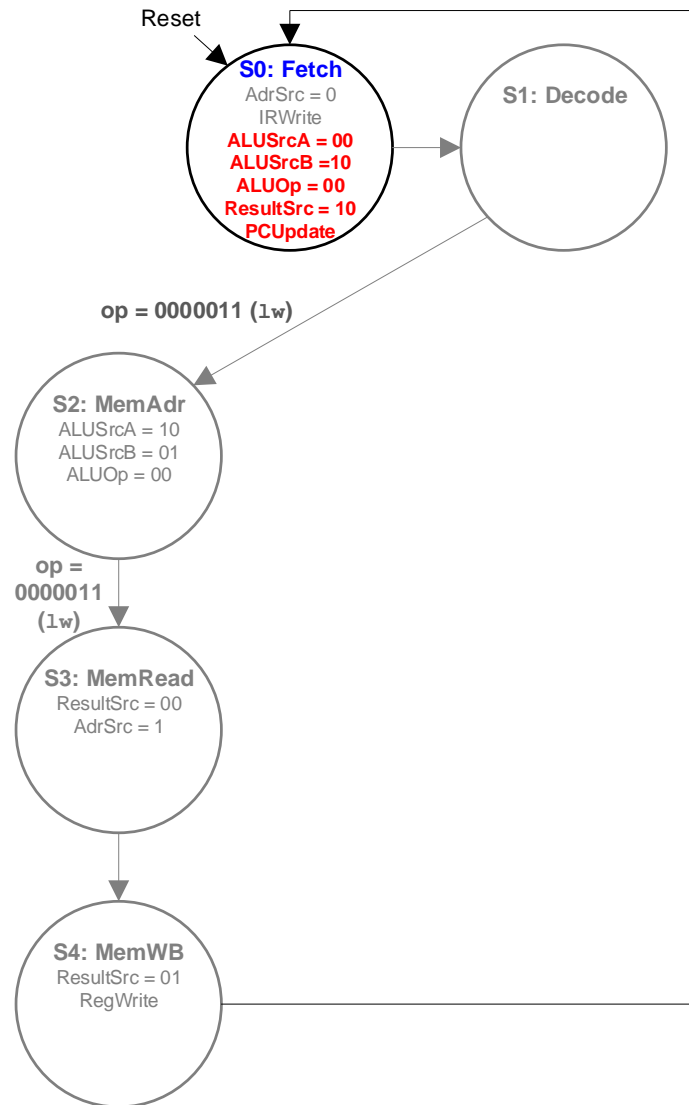 Reset
S0: Fetch
AdrSrc = 0
IRWrite
ALUSrcA = 00
ALUSrcB =10
ALUOp = 00
ResultSrc = 10
PCUpdate
S1: Decode
op = 0000011 (lw)
S2: MemAdr
ALUSrcA = 10
ALUSrcB = 01
ALUOp = 00
op =
0000011
(lw)
S3: MemRead
ResultSrc = 00
AdrSrc = 1
S4: MemWB
ResultSrc = 01
RegWrite